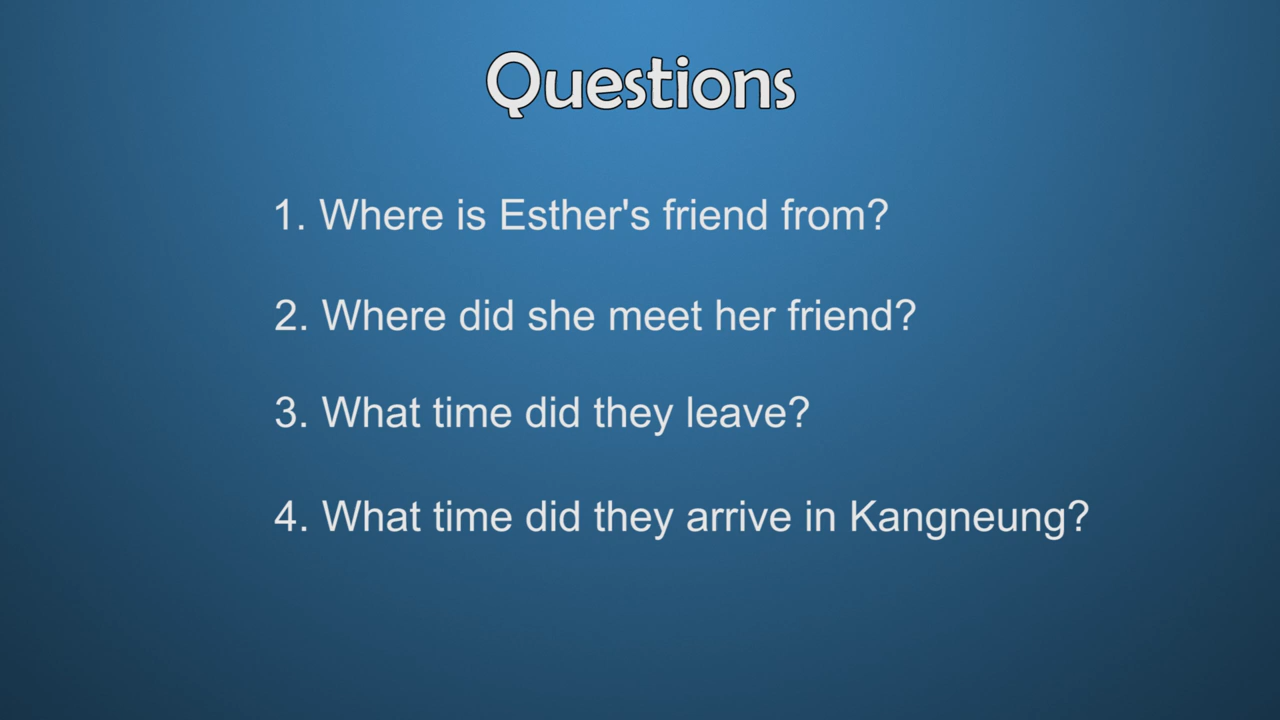 Questions
1. Where is Esther's friend from?
2. Where did she meet her friend?
3. What time did they leave?
4. What time did they arrive in Kangneung?